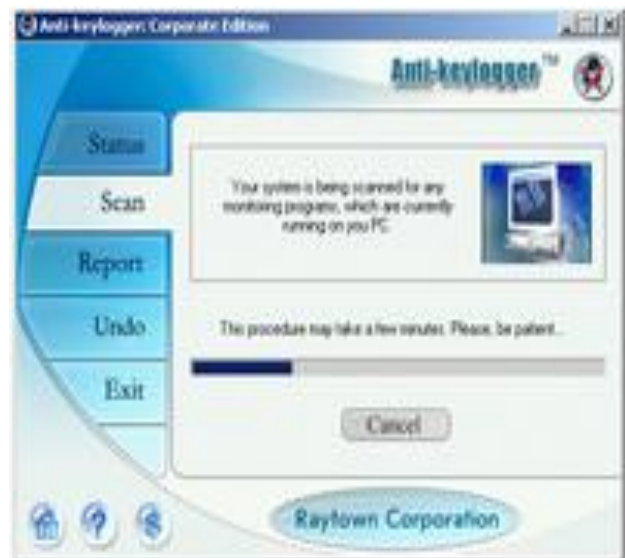 Anti-keylogger: Corporate Edition
Anti-keylogger™
Status
Scan
Report
Undo
Exit
Your system is being scanned for any
monitoring programs, which are currently
running on you PC.
This procedure may take a few minutes. Please, be patient...
Cancel
?
Raytown Corporation